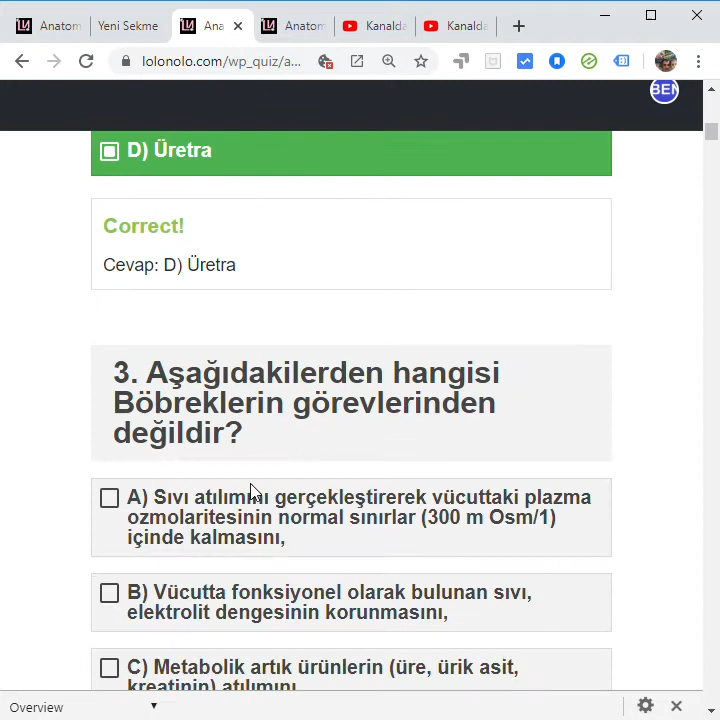 Anatom
Yeni Sekme
Ana
Anatom
Kanalda
Kanalda
lolonolo.com/wp_quiz/a...
BEN
D) Üretra
Correct!
Cevap: D) Üretra
3. Aşağıdakilerden hangisi
Böbreklerin görevlerinden
değildir?
A) Sıvı atılımını gerçekleştirerek vücuttaki plazma
ozmolaritesinin normal sınırlar (300 m Osm/1)
içinde kalmasını,
B) Vücutta fonksiyonel olarak bulunan sıvı,
elektrolit dengesinin korunmasını,
C) Metabolik artık ürünlerin (üre, ürik asit,
kreatinin) atılımını
Overview